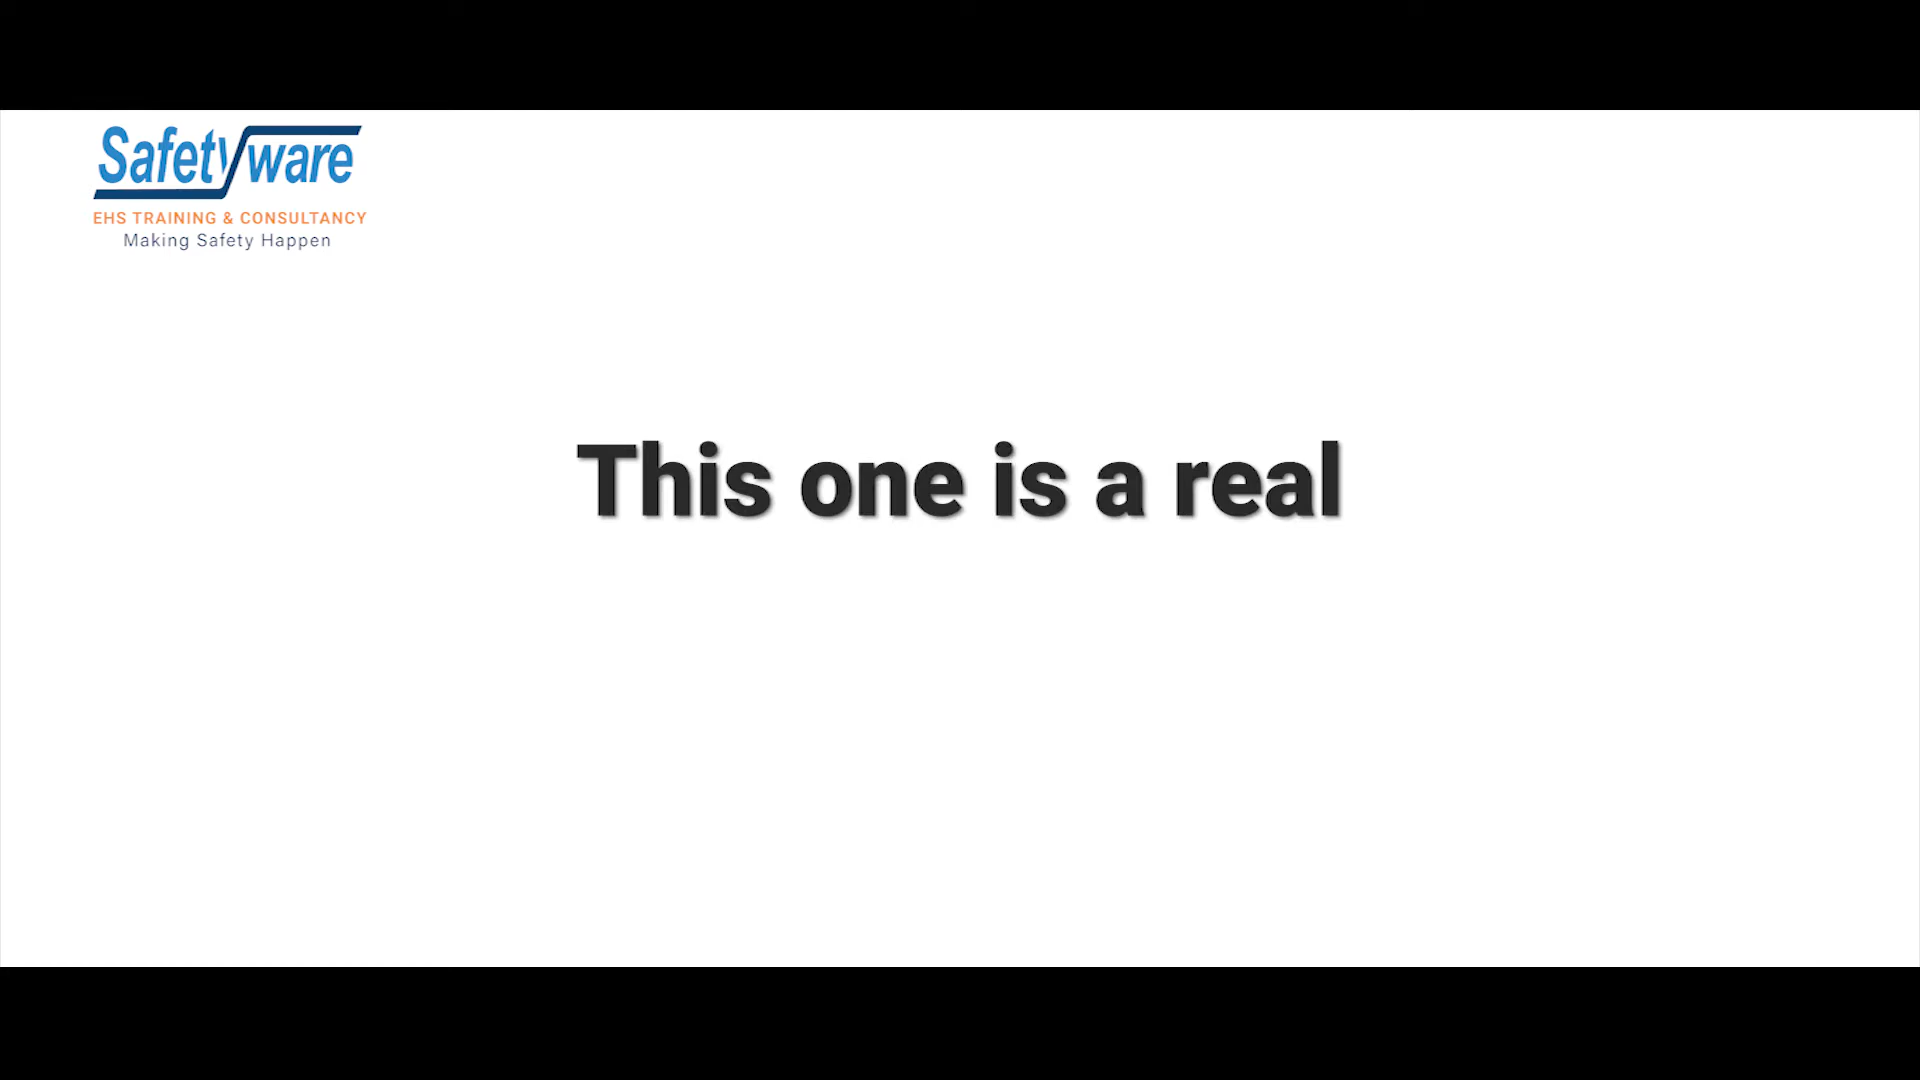 Safetyware
EHS TRAINING & CONSULTANCY
Making Safety Happen
This one is a real